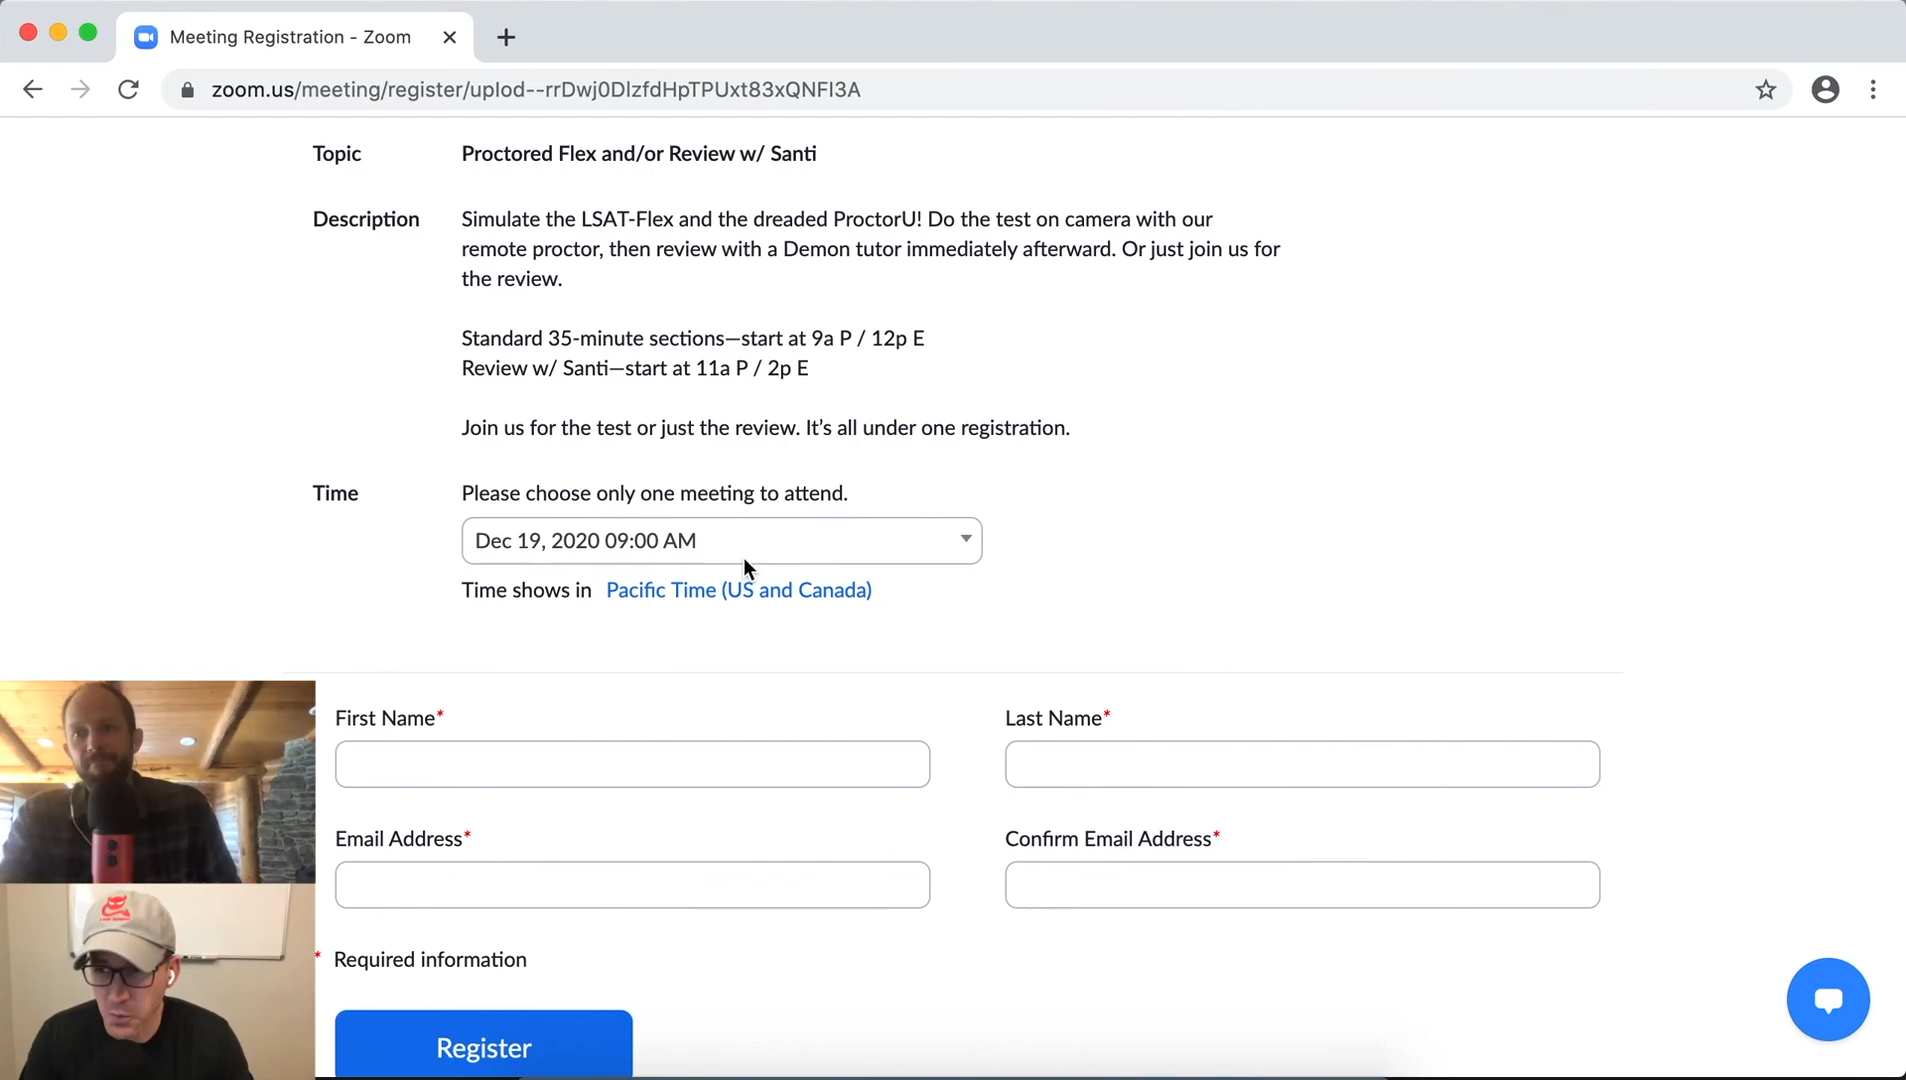 Meeting Registration - Zoom
zoom.us/meeting/register/uplod--rrDwj0DlzfdHpTPUxt83xQNFI3A
Topic
Proctored Flex and/or Review w/ Santi
Description
Simulate the LSAT-Flex and the dreaded ProctorU! Do the test on camera with our
remote proctor, then review with a Demon tutor immediately afterward. Or just join us for
the review.
Standard 35-minute sections—start at 9a P / 12p E
Review w/ Santi—start at 11a P / 2p E
Join us for the test or just the review. It’s all under one registration.
Time
Please choose only one meeting to attend.
Dec 19, 2020 09:00 AM
Time shows in Pacific Time (US and Canada)
First Name*
Last Name*
Email Address*
Confirm Email Address*
* Required information
Register